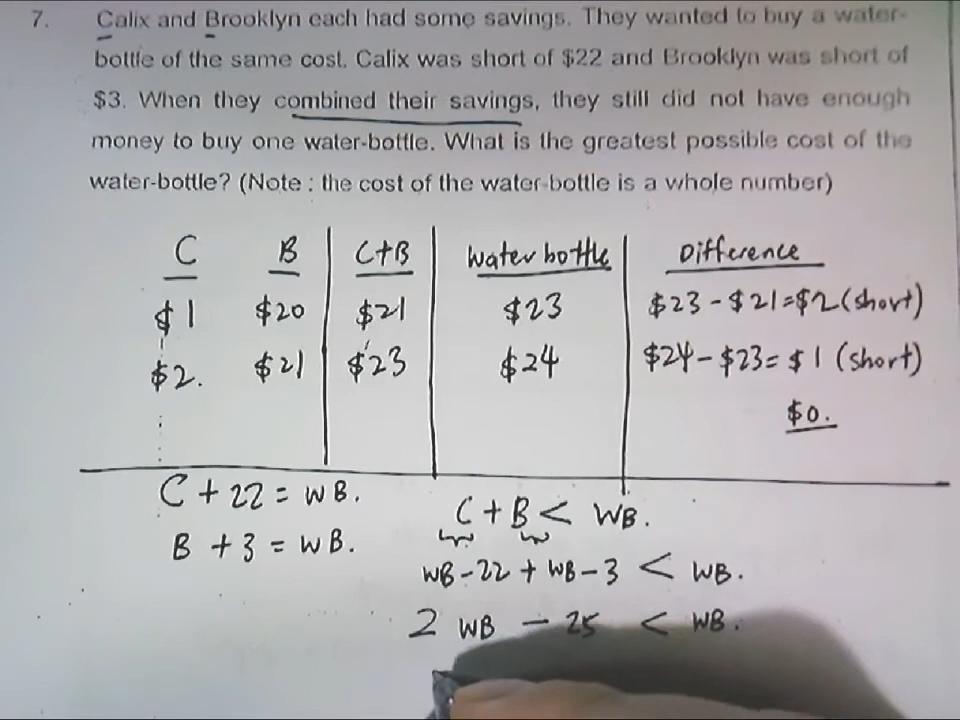 7. Calix and Brooklyn each had some savings. They wanted to buy a water-
bottle of the same cost. Calix was short of $22 and Brooklyn was short of
$3. When they combined their savings, they still did not have enough
money to buy one water-bottle. What is the greatest possible cost of the
water-bottle? (Note : the cost of the water-bottle is a whole number)
C B C+B Water bottle Difference
$1 $20 $21 $23 $23-$21=$2(short)
$2. $21 $23 $24 $24-$23=$1(short)
$0.
C+22=WB.
C+B<WB.
B+3=WB.
WB-22+WB-3<WB.
2WB-25<WB.